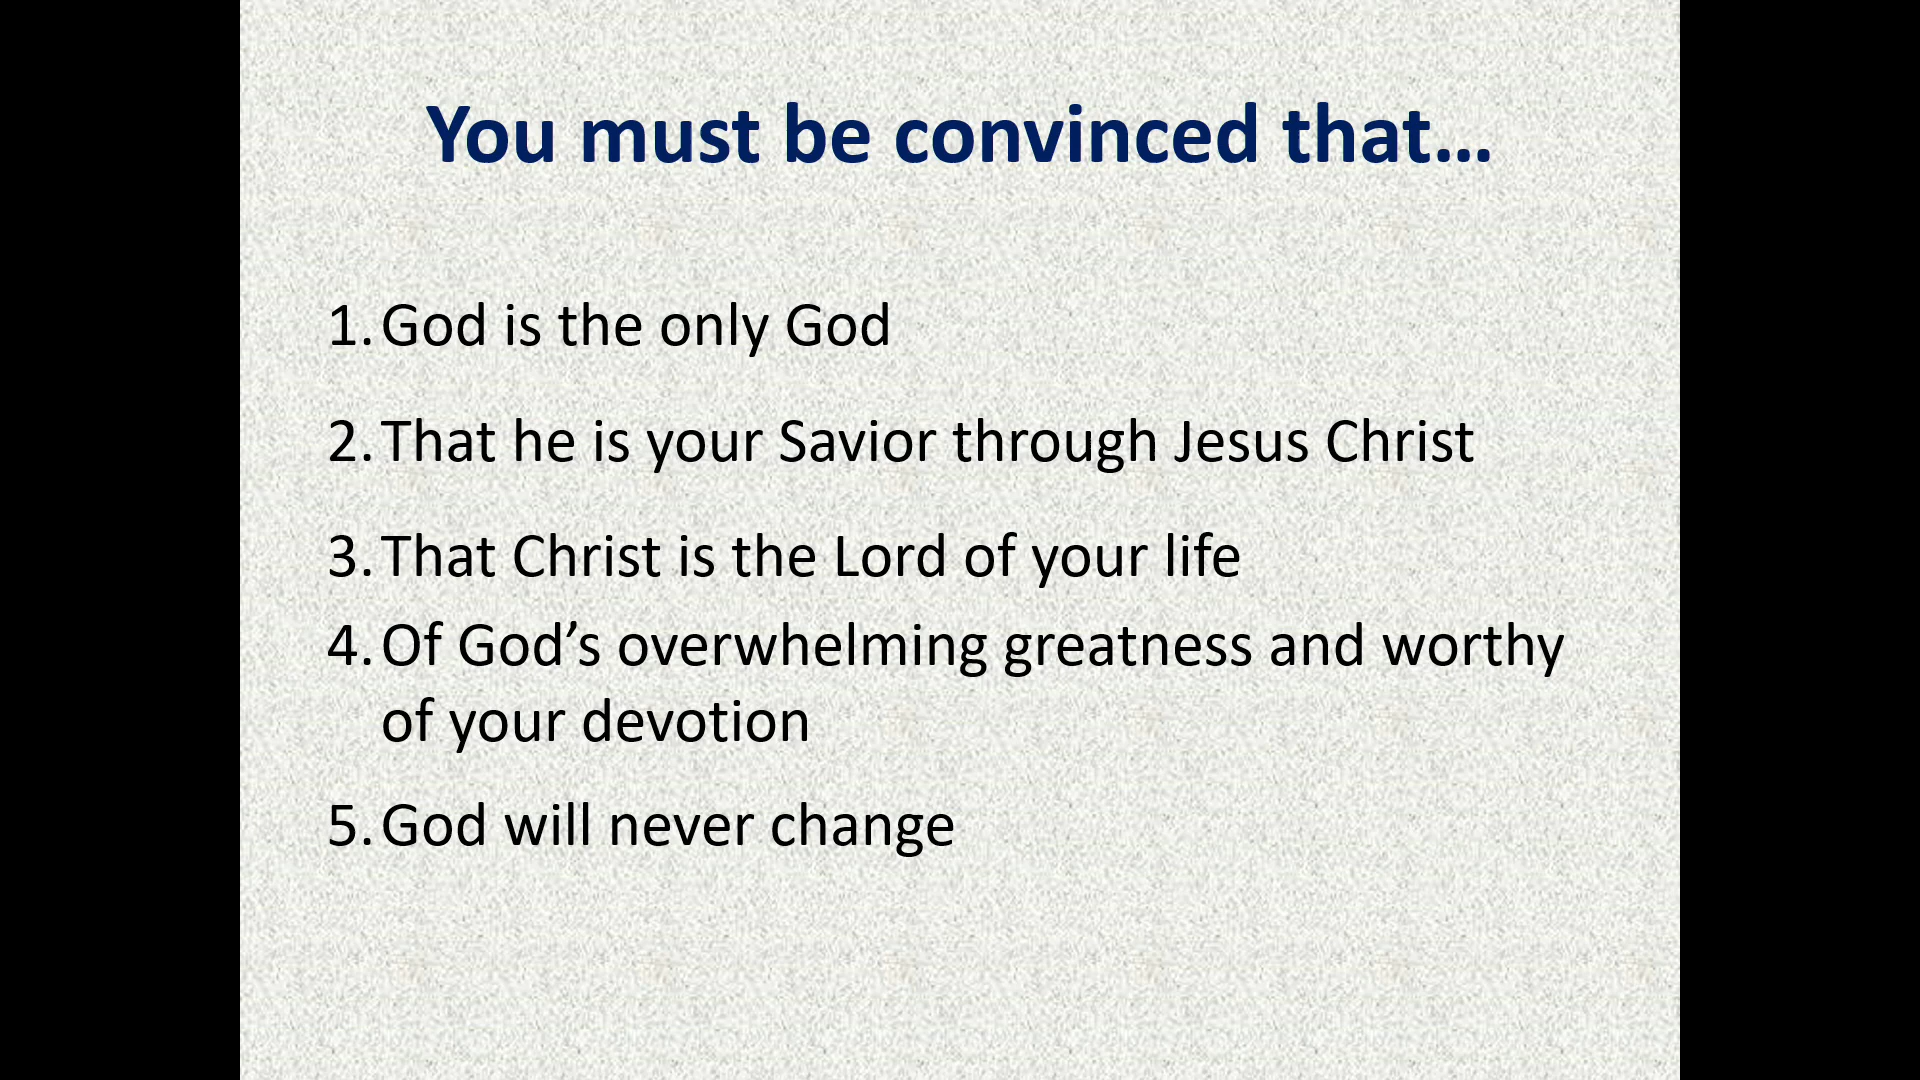 You must be convinced that…
1. God is the only God
2. That he is your Savior through Jesus Christ
3. That Christ is the Lord of your life
4. Of God’s overwhelming greatness and worthy
of your devotion
5. God will never change